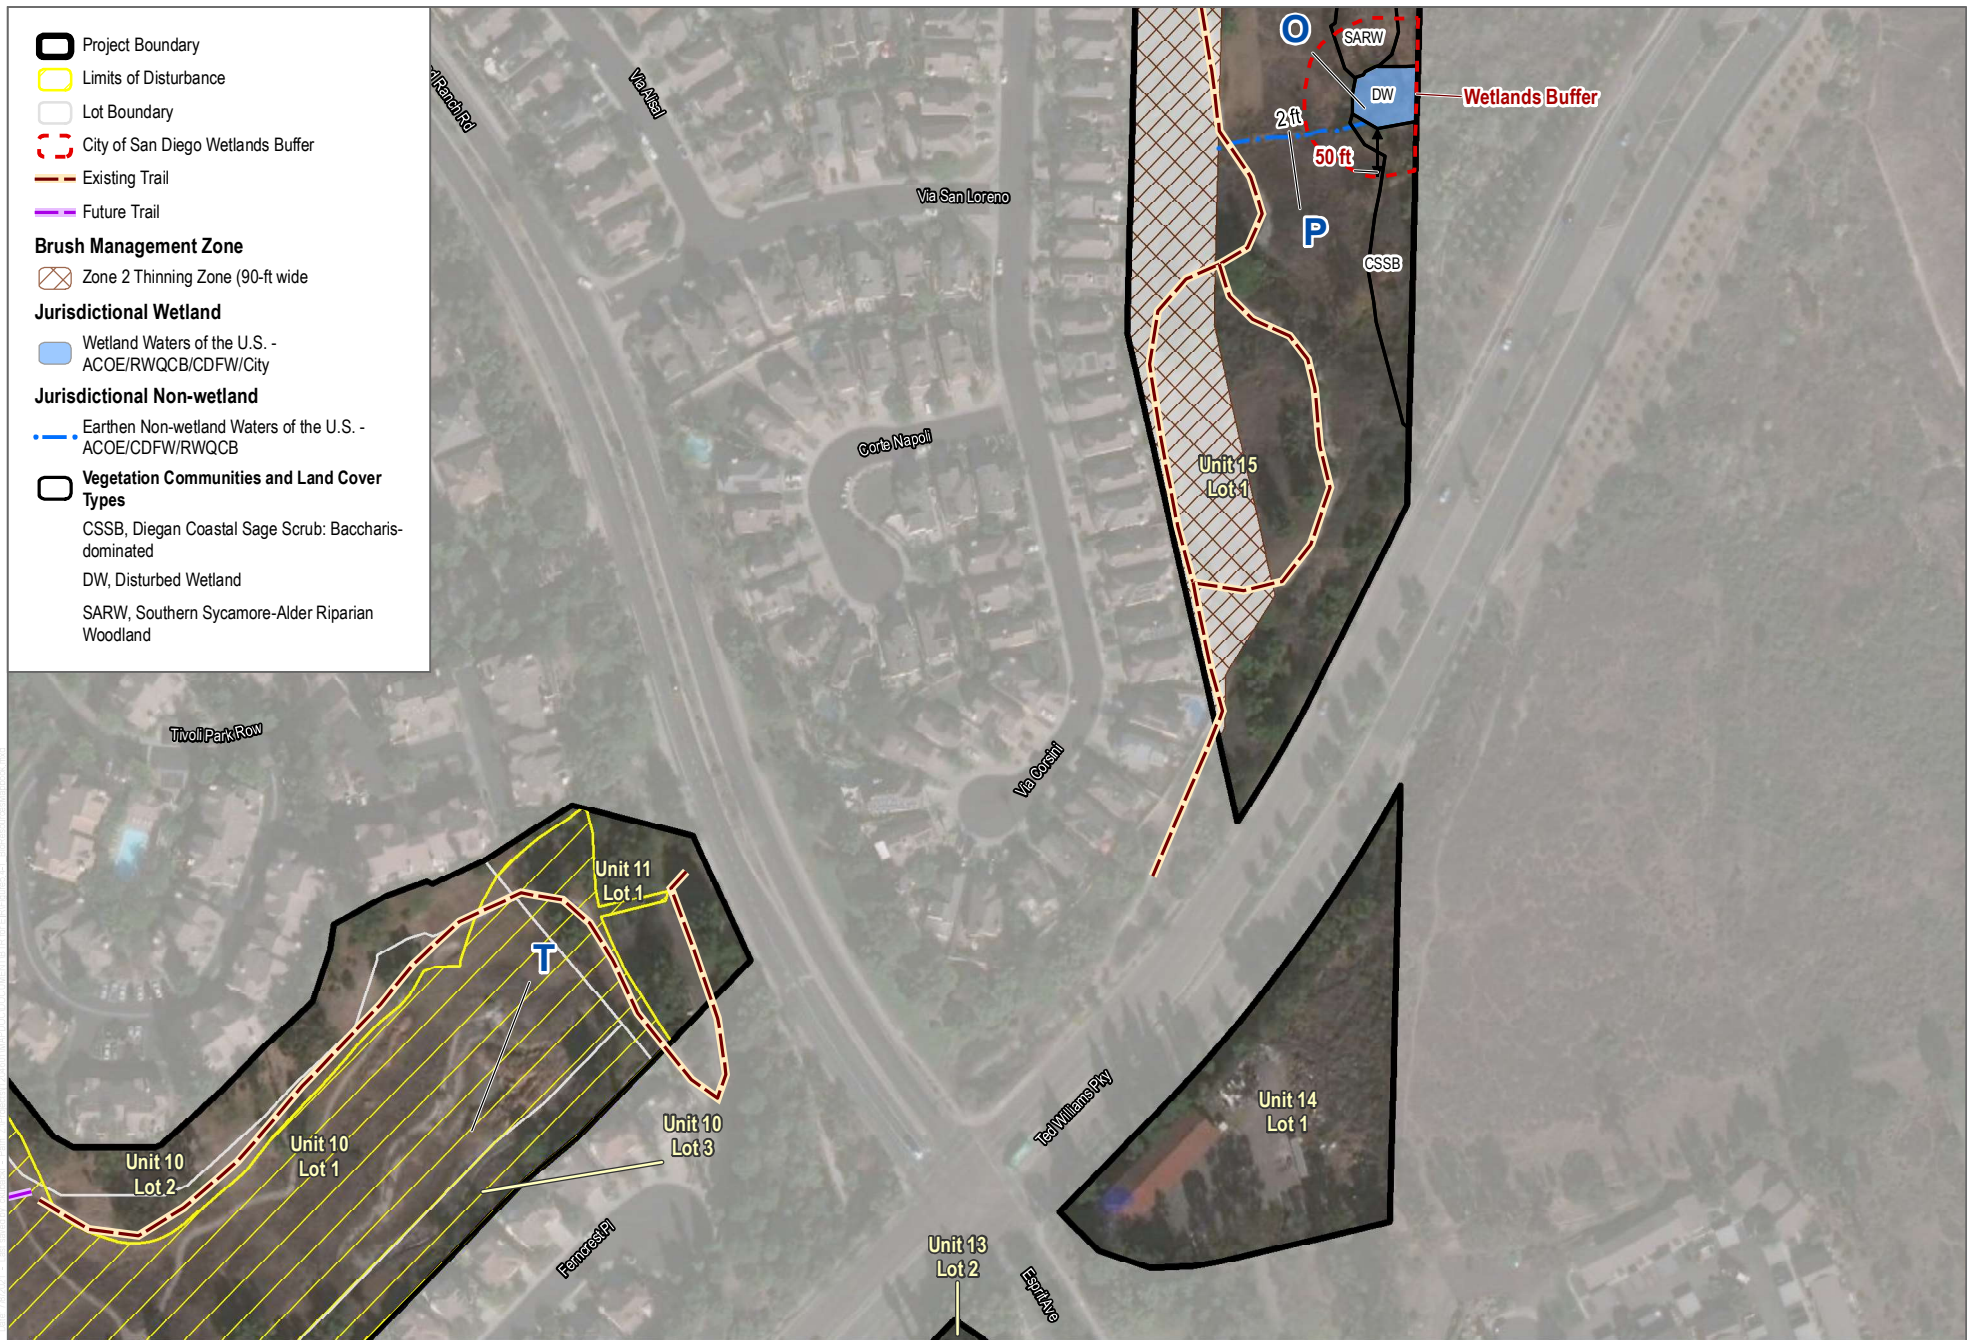 Project Boundary
Limits of Disturbance
Lot Boundary
City of San Diego Wetlands Buffer
Existing Trail
Future Trail
Brush Management Zone
Zone 2 Thinning Zone (90-ft wide
Jurisdictional Wetland
Wetland Waters of the U.S. -
ACOE/RWQCB/CDFW/City
Jurisdictional Non-wetland
Earthen Non-wetland Waters of the U.S. -
ACOE/CDFW/RWQCB
Vegetation Communities and Land Cover
Types
CSSB, Diegan Coastal Sage Scrub: Baccharis-
dominated
DW, Disturbed Wetland
SARW, Southern Sycamore-Alder Riparian
Woodland
Ranch Rd
Via Alisal
Via San Loreno
Corte Napoli
Via Corsini
Tivoli Park Row
O
SARW
DW
Wetlands Buffer
2 ft
50 ft
P
CSSB
Unit 15
Lot 1
Unit 11
Lot 1
T
Unit 10
Lot 1
Unit 10
Lot 2
Unit 10
Lot 3
Ferncrest Pl
Ted Williams Pky
Unit 14
Lot 1
Unit 13
Lot 2
Esprit Ave